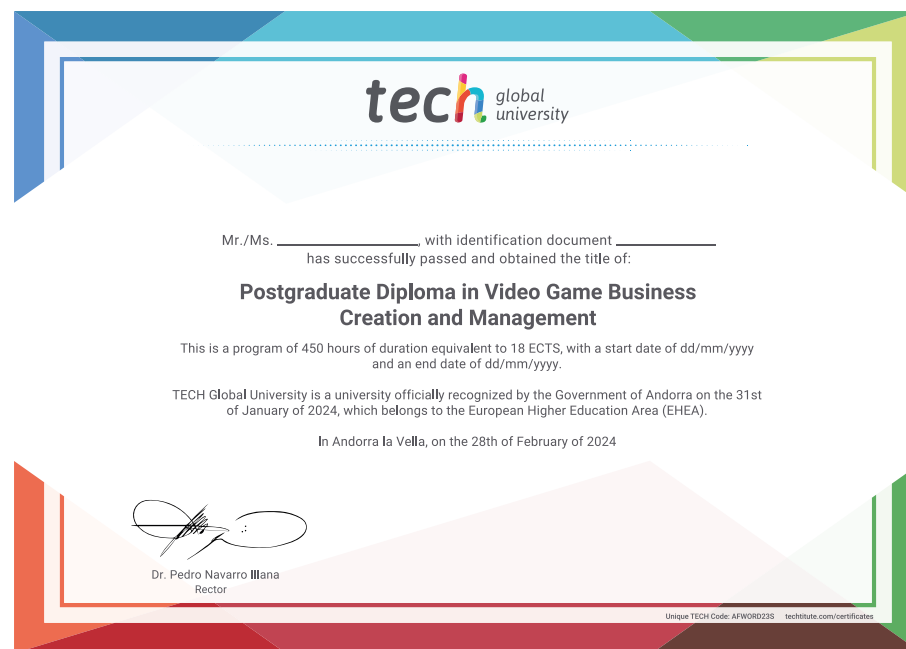 tech global university
Mr./Ms. ________________, with identification document ____________
has successfully passed and obtained the title of:
Postgraduate Diploma in Video Game Business
Creation and Management
This is a program of 450 hours of duration equivalent to 18 ECTS, with a start date of dd/mm/yyyy
and an end date of dd/mm/yyyy.
TECH Global University is a university officially recognized by the Government of Andorra on the 31st
of January of 2024, which belongs to the European Higher Education Area (EHEA).
In Andorra la Vella, on the 28th of February of 2024
Dr. Pedro Navarro Illana
Rector
Unique TECH Code: AFWORD23S techtitute.com/certificates